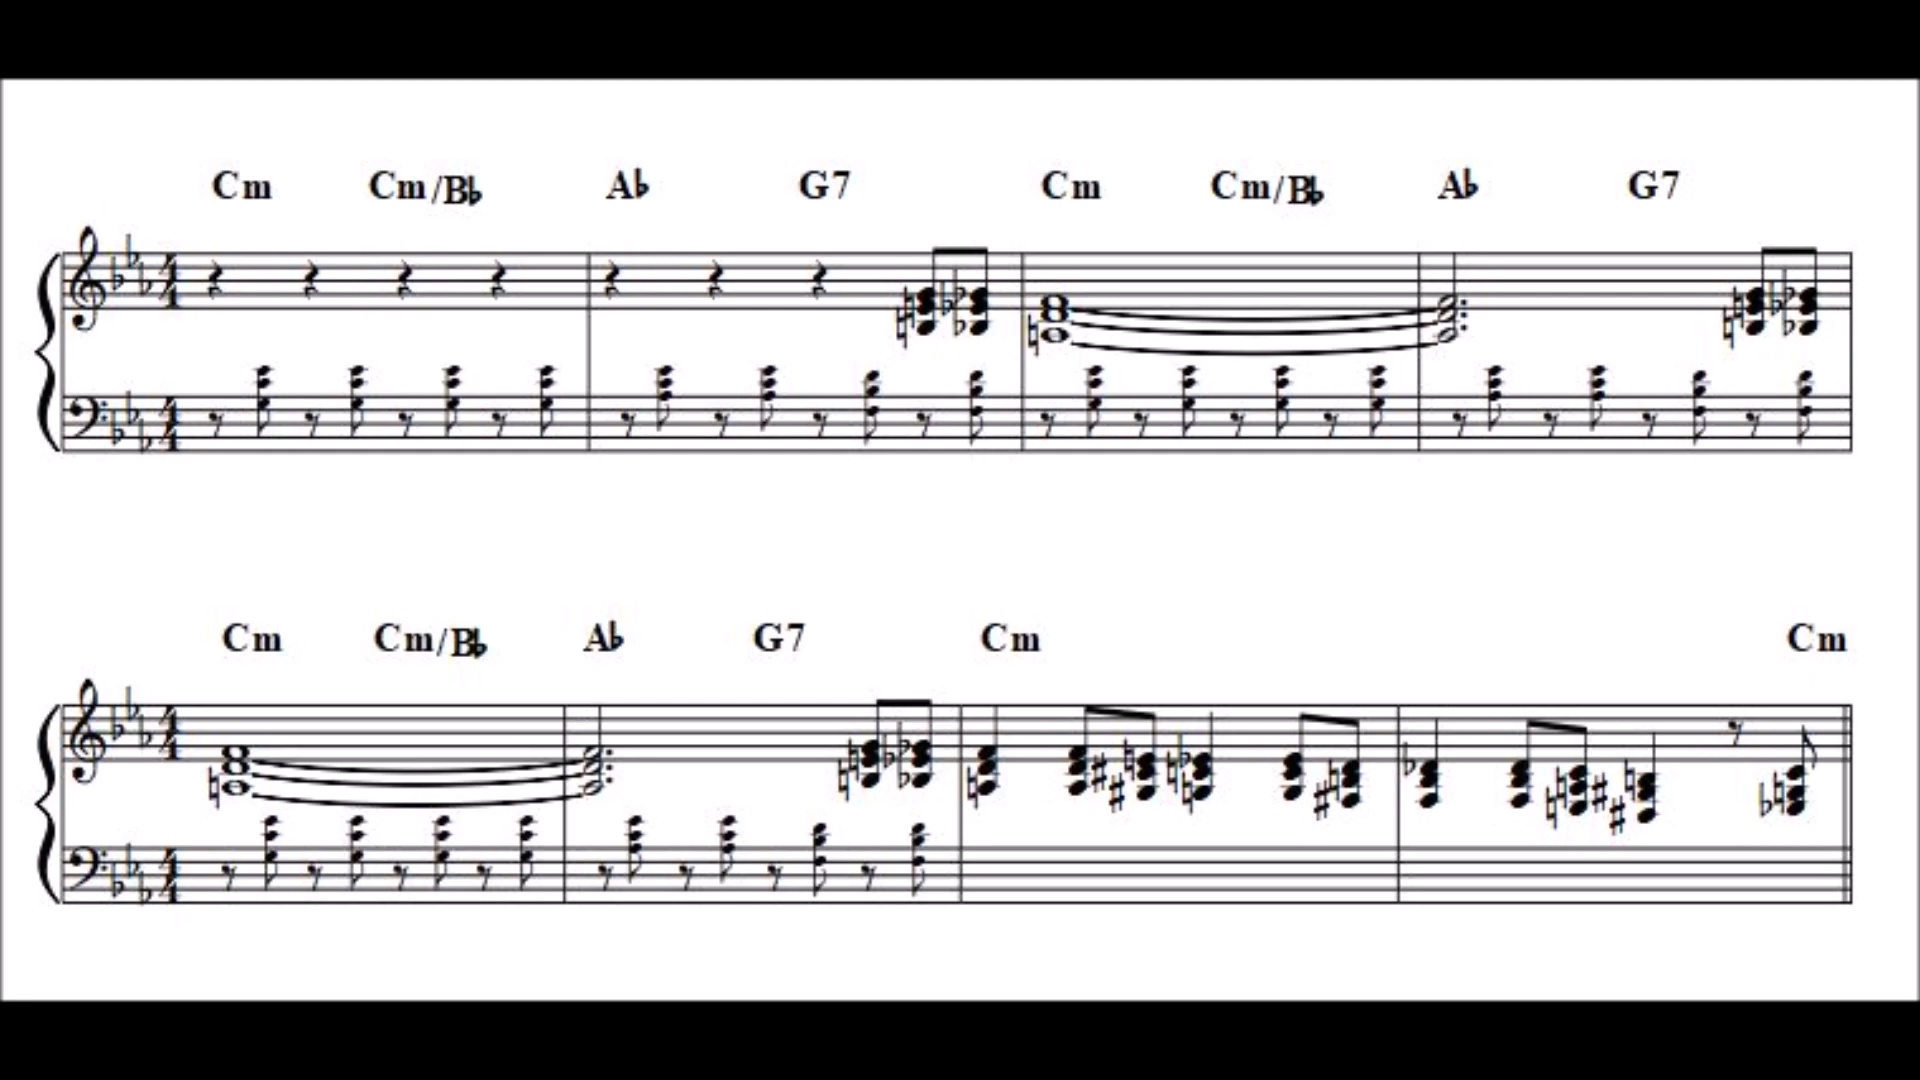 Cm Cm/B♭ A♭ G7 Cm Cm/B♭ A♭ G7
Cm Cm/B♭ A♭ G7 Cm Cm